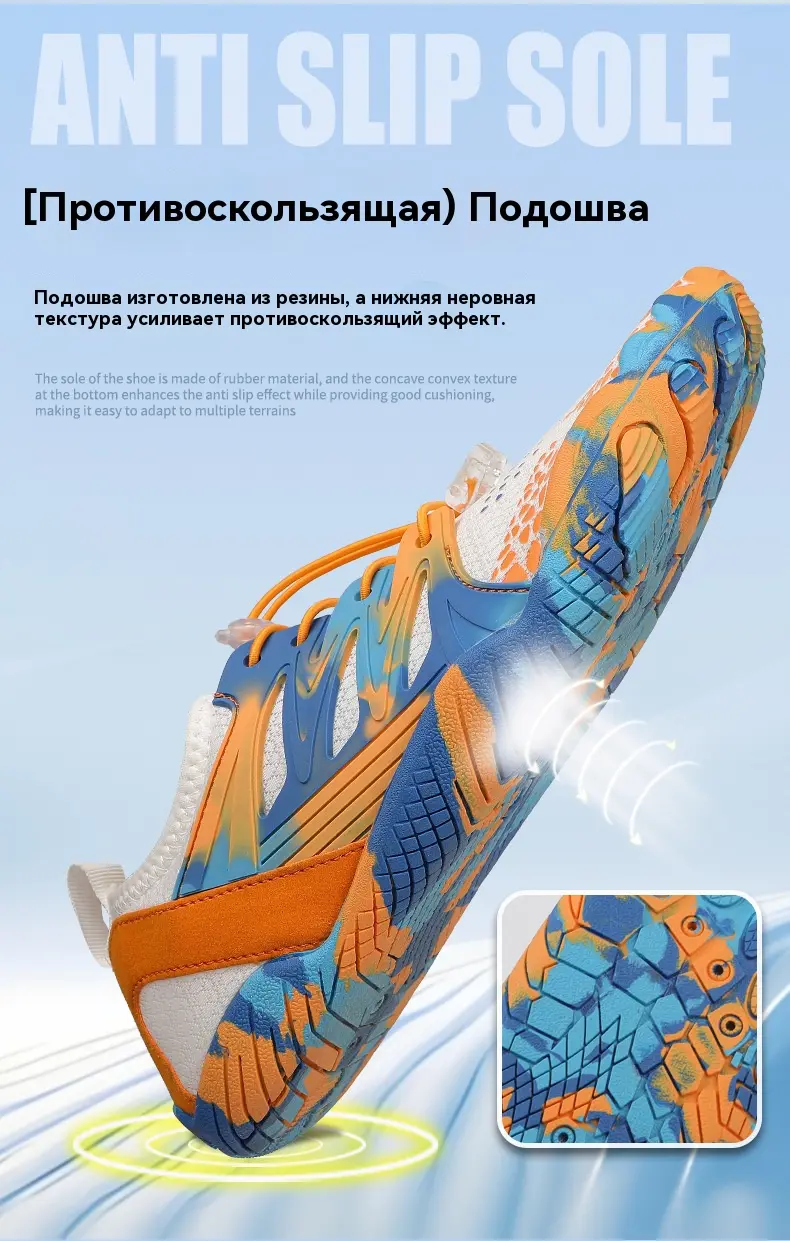 ANTI SLIP SOLE
[Противоскользящая) Подошва
Подошва изготовлена из резины, а нижняя неровная
текстура усиливает противоскользящий эффект.
The sole of the shoe is made of rubber material, and the concave convex texture
at the bottom enhances the anti slip effect while providing good cushioning,
making it easy to adapt to multiple terrains